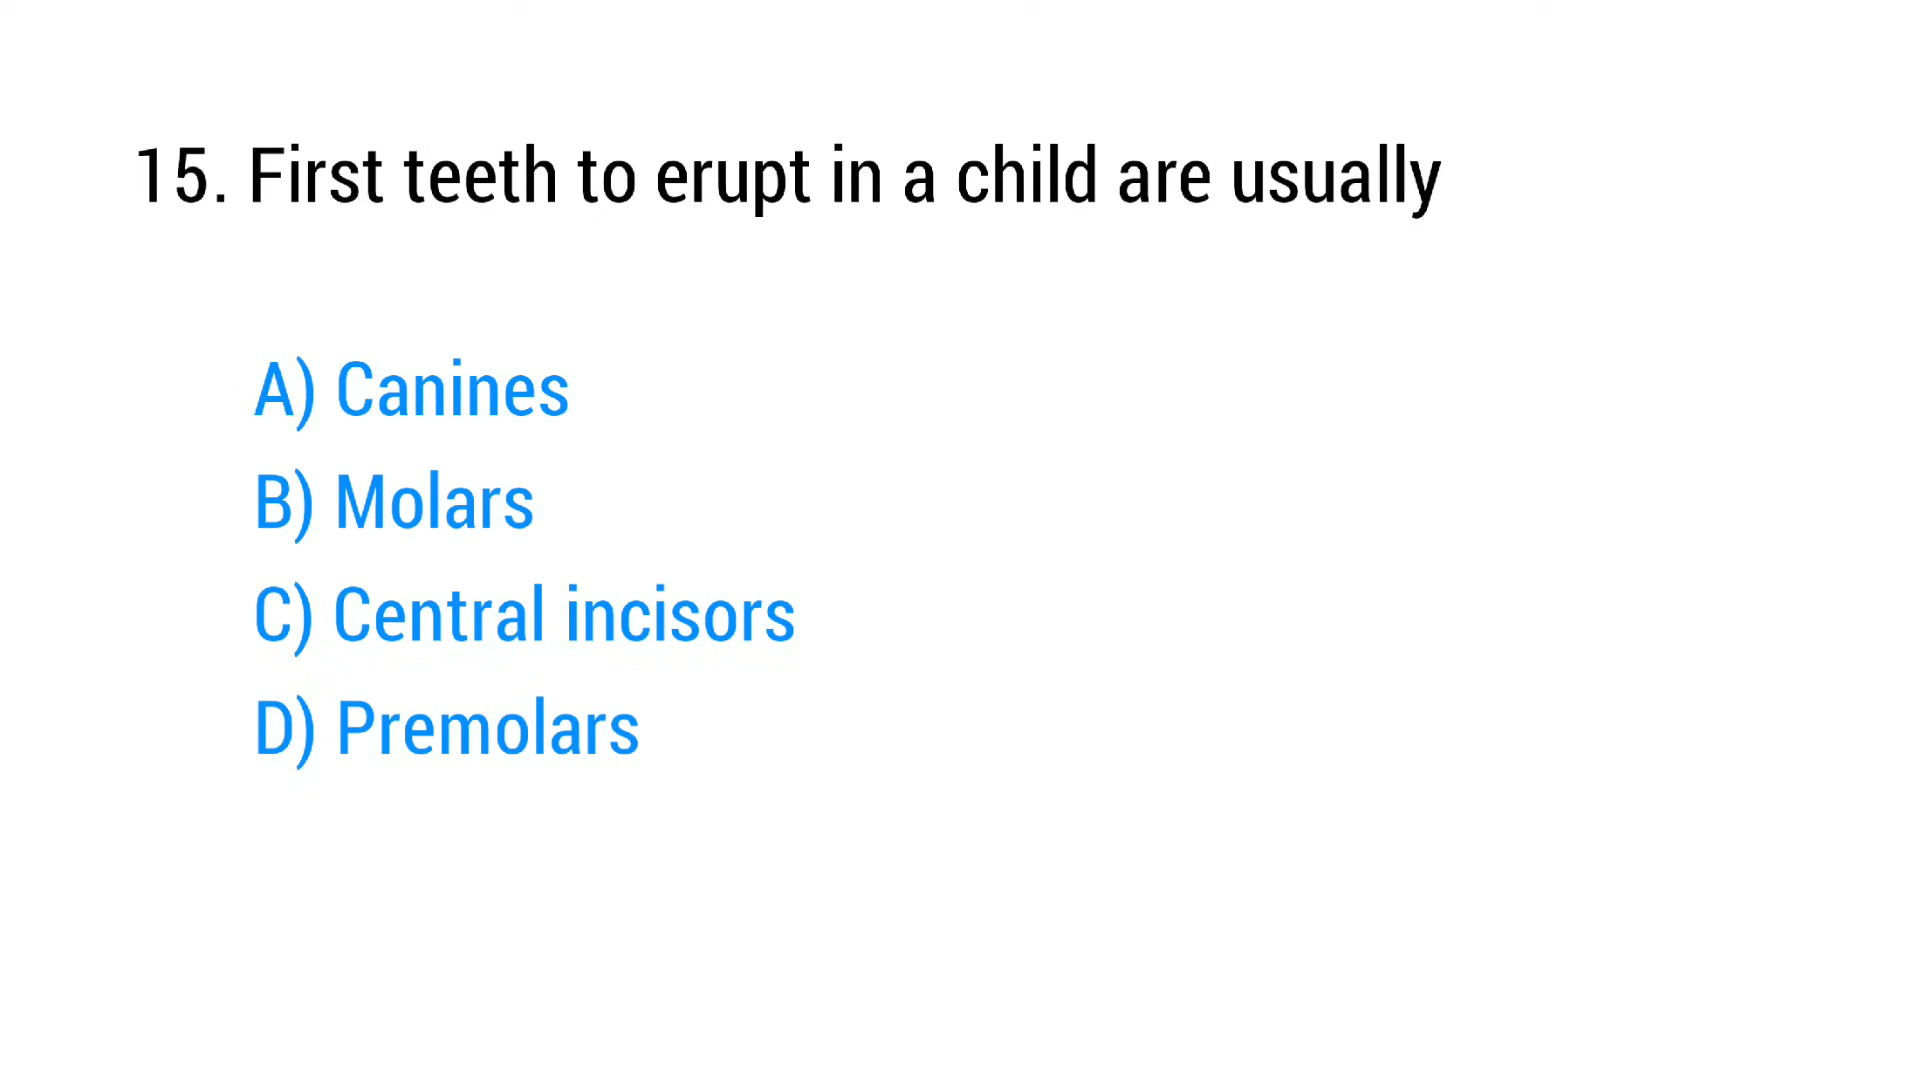 15. First teeth to erupt in a child are usually
A) Canines
B) Molars
C) Central incisors
D) Premolars